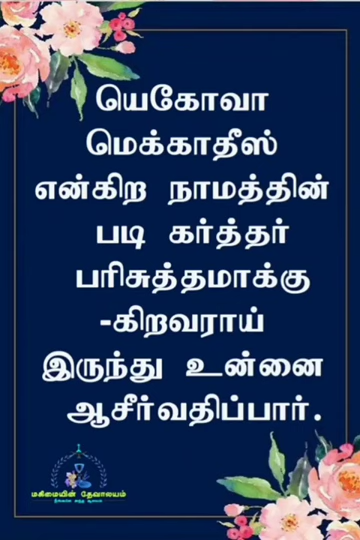 யெகோவா
மெக்காதீஸ்
என்கிற நாமத்தின்
படி கர்த்தர்
பரிசுத்தமாக்கு
-கிறவராய்
இருந்து உன்னை
ஆசீர்வதிப்பார்.
மகிமையின் தேவாலயம்